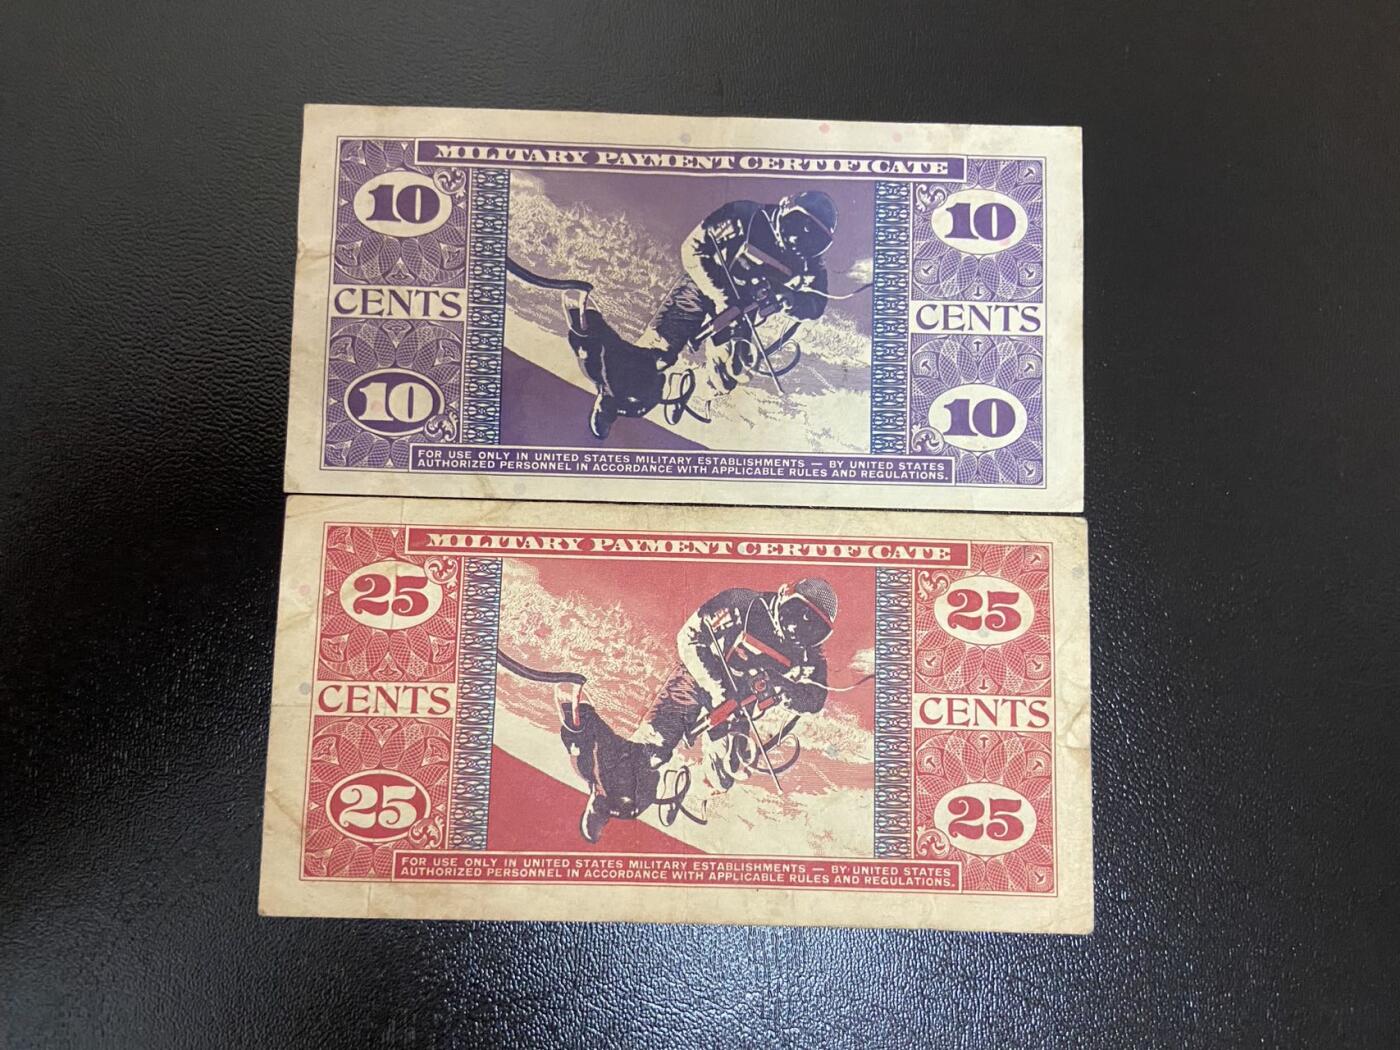 MILITARY PAYMENT CERTIFICATE
10 10
CENTS CENTS
10 10
FOR USE ONLY IN UNITED STATES MILITARY ESTABLISHMENTS — BY UNITED STATES
AUTHORIZED PERSONNEL IN ACCORDANCE WITH APPLICABLE RULES AND REGULATIONS.
MILITARY PAYMENT CERTIFICATE
25 25
CENTS CENTS
25 25
FOR USE ONLY IN UNITED STATES MILITARY ESTABLISHMENTS — BY UNITED STATES
AUTHORIZED PERSONNEL IN ACCORDANCE WITH APPLICABLE RULES AND REGULATIONS.